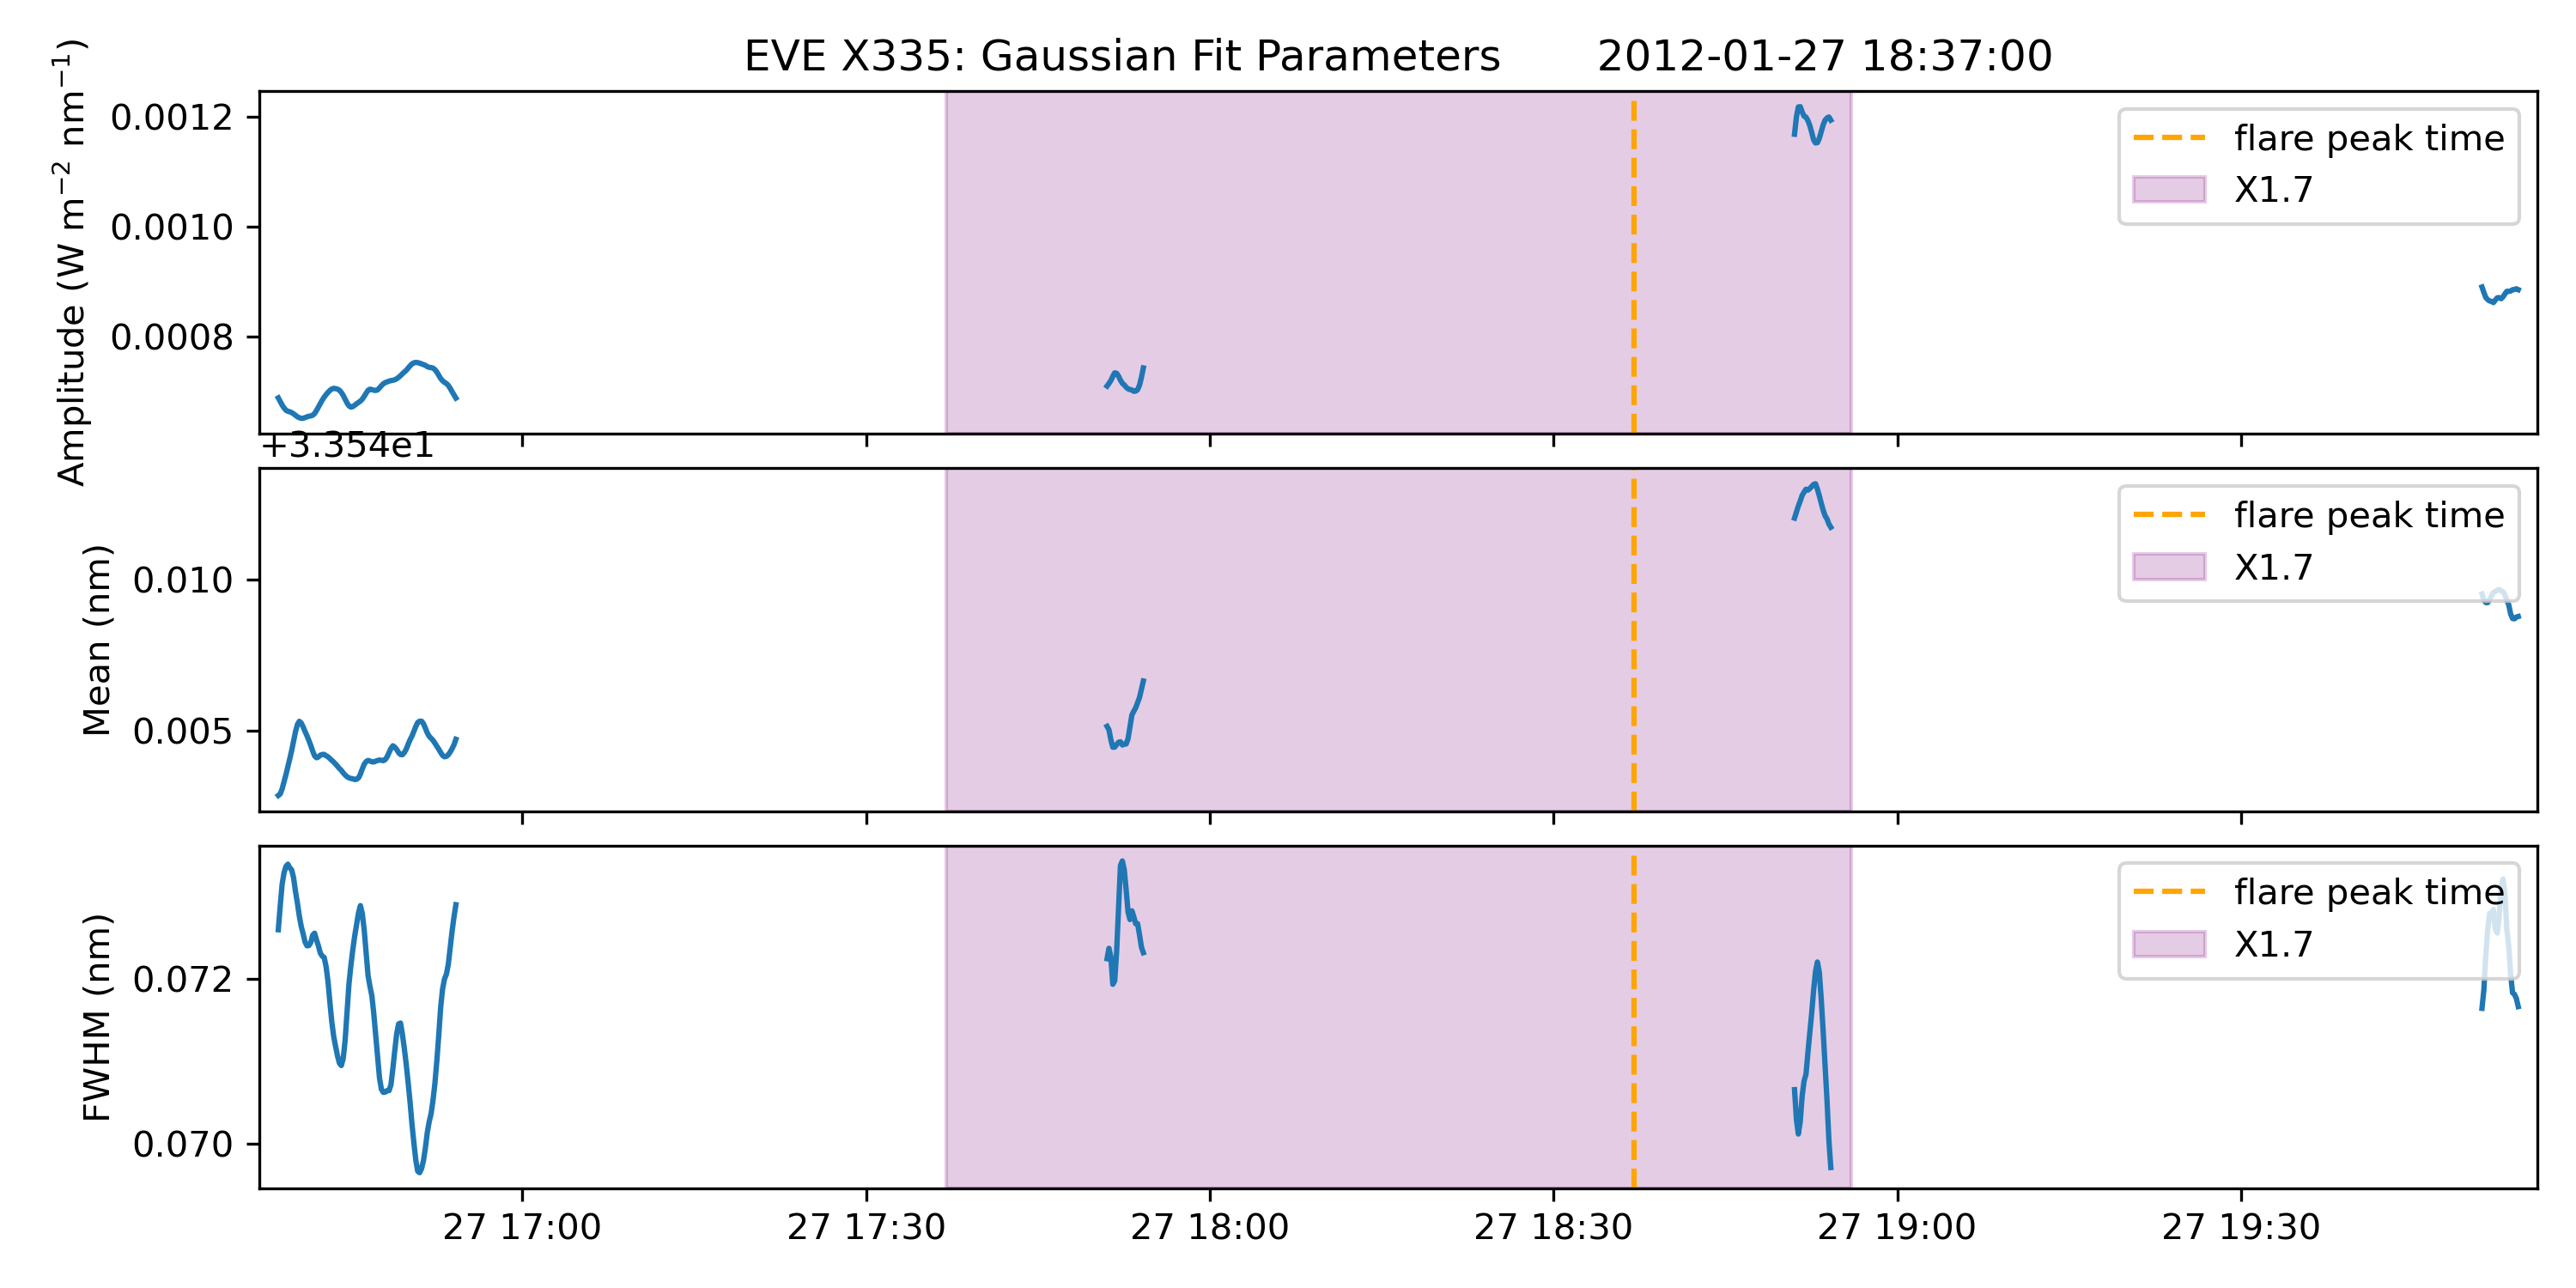 EVE X335: Gaussian Fit Parameters 2012-01-27 18:37:00
Amplitude (W m⁻² nm⁻¹)
0.0012
0.0010
0.0008
flare peak time
X1.7
+3.354e1
Mean (nm)
0.010
0.005
flare peak time
X1.7
FWHM (nm)
0.072
0.070
flare peak time
X1.7
27 17:00 27 17:30 27 18:00 27 18:30 27 19:00 27 19:30